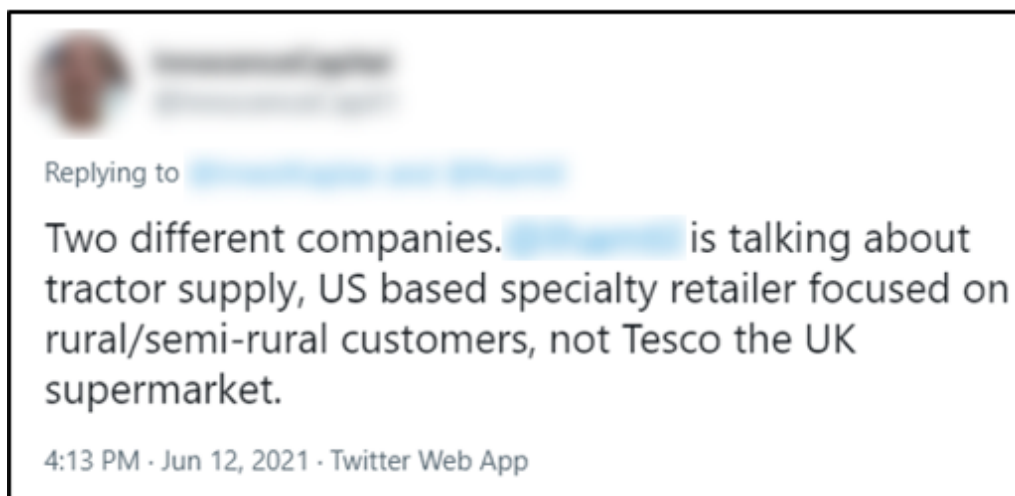 Replying to
Two different companies. is talking about
tractor supply, US based specialty retailer focused on
rural/semi-rural customers, not Tesco the UK
supermarket.
4:13 PM · Jun 12, 2021 · Twitter Web App